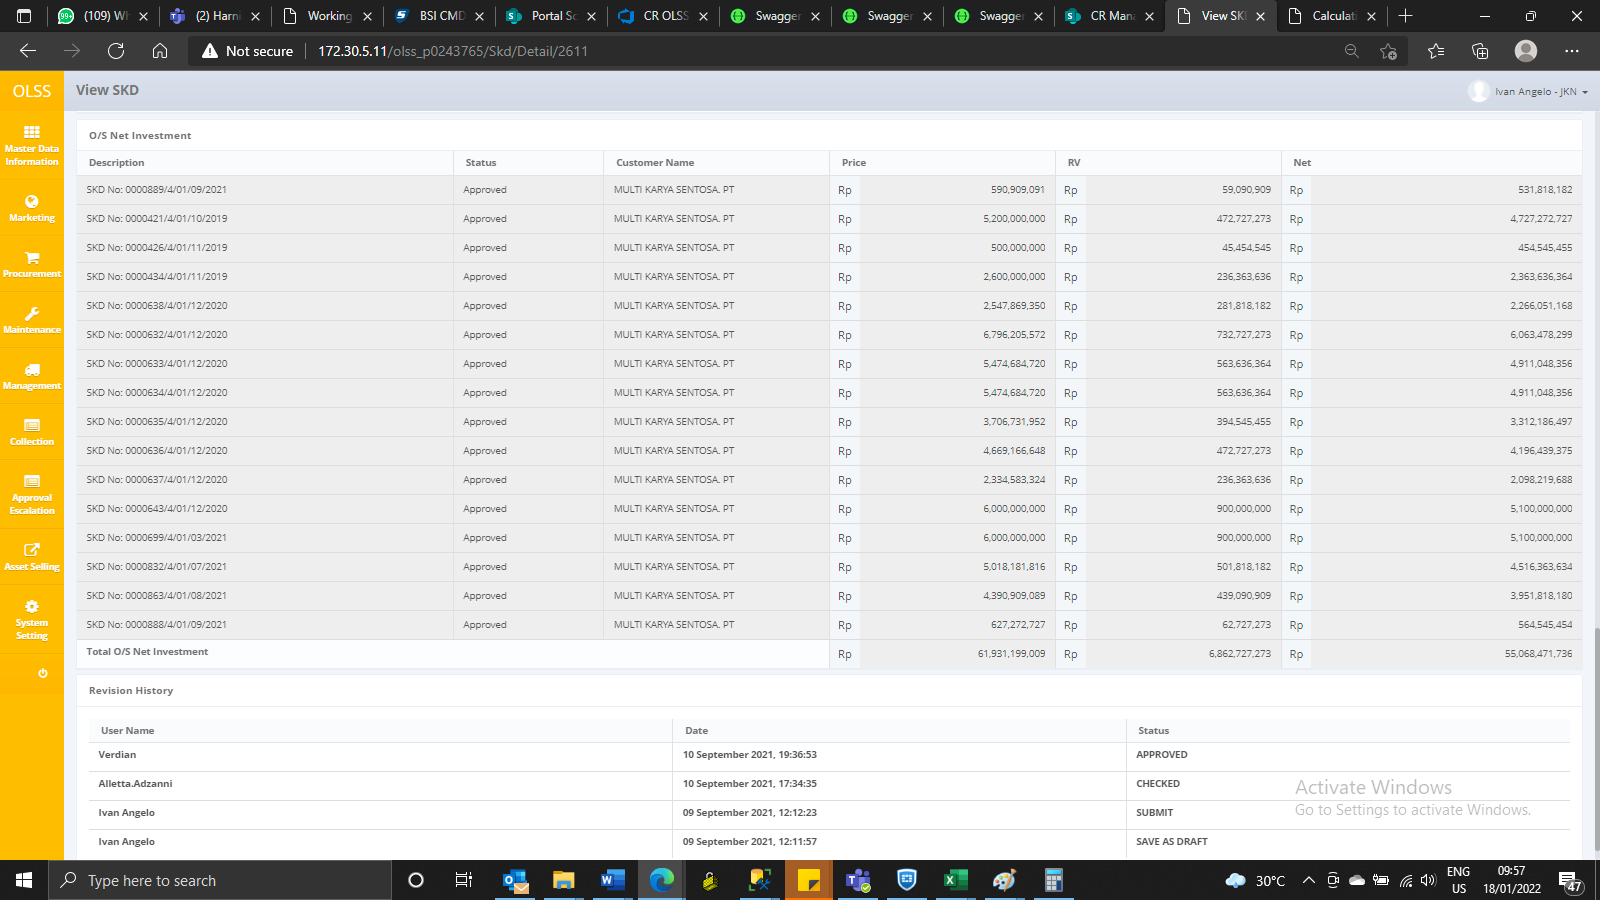 (109) Wh
(2) Harni
Working
BSI CMD
Portal Sc
CR OLSS
Swagger
Swagger
Swagger
CR Mana
View SKD
Calculati
Not secure
172.30.5.11/olss_p0243765/Skd/Detail/2611
OLSS
View SKD
Ivan Angelo - JKN
Master Data
Information
Marketing
Procurement
Maintenance
Management
Collection
Approval
Escalation
Asset Selling
System
Setting
O/S Net Investment
Description Status Customer Name Price RV Net
SKD No: 0000889/4/01/09/2021 Approved MULTI KARYA SENTOSA. PT Rp 590,909,091 Rp 59,090,909 Rp 531,818,182
SKD No: 0000421/4/01/10/2019 Approved MULTI KARYA SENTOSA. PT Rp 5,200,000,000 Rp 472,727,273 Rp 4,727,272,727
SKD No: 0000426/4/01/11/2019 Approved MULTI KARYA SENTOSA. PT Rp 500,000,000 Rp 45,454,545 Rp 454,545,455
SKD No: 0000434/4/01/11/2019 Approved MULTI KARYA SENTOSA. PT Rp 2,600,000,000 Rp 236,363,636 Rp 2,363,636,364
SKD No: 0000638/4/01/12/2020 Approved MULTI KARYA SENTOSA. PT Rp 2,547,869,350 Rp 281,818,182 Rp 2,266,051,168
SKD No: 0000632/4/01/12/2020 Approved MULTI KARYA SENTOSA. PT Rp 6,796,205,572 Rp 732,727,273 Rp 6,063,478,299
SKD No: 0000633/4/01/12/2020 Approved MULTI KARYA SENTOSA. PT Rp 5,474,684,720 Rp 563,636,364 Rp 4,911,048,356
SKD No: 0000634/4/01/12/2020 Approved MULTI KARYA SENTOSA. PT Rp 5,474,684,720 Rp 563,636,364 Rp 4,911,048,356
SKD No: 0000635/4/01/12/2020 Approved MULTI KARYA SENTOSA. PT Rp 3,706,731,952 Rp 394,545,455 Rp 3,312,186,497
SKD No: 0000636/4/01/12/2020 Approved MULTI KARYA SENTOSA. PT Rp 4,669,166,648 Rp 472,727,273 Rp 4,196,439,375
SKD No: 0000637/4/01/12/2020 Approved MULTI KARYA SENTOSA. PT Rp 2,334,583,324 Rp 236,363,636 Rp 2,098,219,688
SKD No: 0000643/4/01/12/2020 Approved MULTI KARYA SENTOSA. PT Rp 6,000,000,000 Rp 900,000,000 Rp 5,100,000,000
SKD No: 0000699/4/01/03/2021 Approved MULTI KARYA SENTOSA. PT Rp 6,000,000,000 Rp 900,000,000 Rp 5,100,000,000
SKD No: 0000832/4/01/07/2021 Approved MULTI KARYA SENTOSA. PT Rp 5,018,181,816 Rp 501,818,182 Rp 4,516,363,634
SKD No: 0000863/4/01/08/2021 Approved MULTI KARYA SENTOSA. PT Rp 4,390,909,089 Rp 439,090,909 Rp 3,951,818,180
SKD No: 0000888/4/01/09/2021 Approved MULTI KARYA SENTOSA. PT Rp 627,272,727 Rp 62,727,273 Rp 564,545,454
Total O/S Net Investment Rp 61,931,199,009 Rp 6,862,727,273 Rp 55,068,471,736
Revision History
User Name Date Status
Verdian 10 September 2021, 19:36:53 APPROVED
Alletta.Adzanni 10 September 2021, 17:34:35 CHECKED
Ivan Angelo 09 September 2021, 12:12:23 SUBMIT
Ivan Angelo 09 September 2021, 12:11:57 SAVE AS DRAFT
Activate Windows
Go to Settings to activate Windows.
Type here to search
30°C
ENG
US
09:57
18/01/2022
47